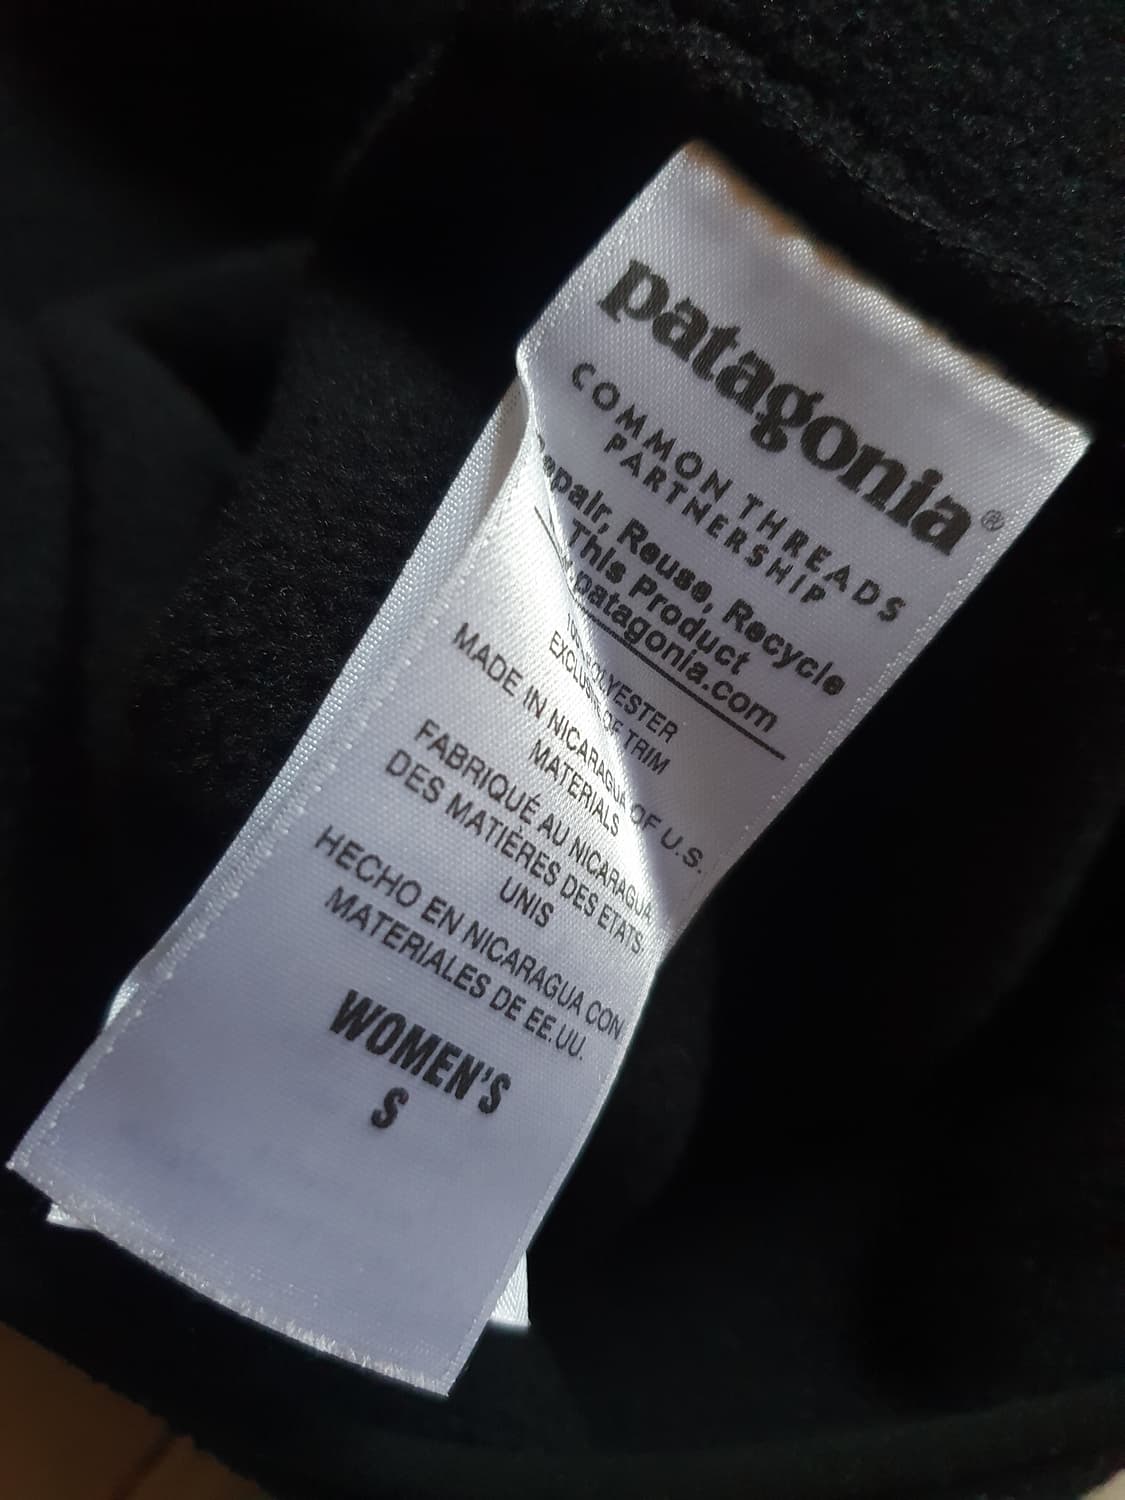 patagonia®
COMMON THREADS
PARTNERSHIP
epair, Reuse, Recycle
This Product
patagonia.com
POLYESTER
EXCLUSIVE OF TRIM
MADE IN NICARAGUA OF U.S.
MATERIALS
FABRIQUÉ AU NICARAGUA
DES MATIÈRES DES ETATS-
UNIS
HECHO EN NICARAGUA CON
MATERIALES DE EE.UU.
WOMEN'S
S